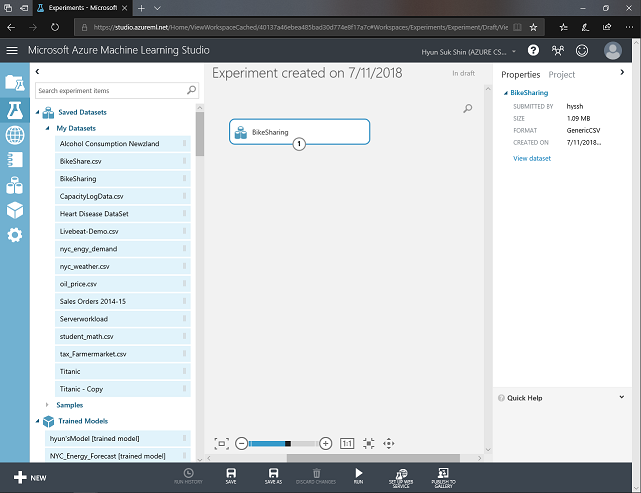 Experiments - Microsoft
https://studio.azureml.net/Home/ViewWorkspaceCached/40137a46ebea485bad30d774e8f17a7c#Workspaces/Experiments/Experiment/Draft/Vie
Microsoft Azure Machine Learning Studio
Hyun Suk Shin (AZURE CS...
Search experiment items
Saved Datasets
My Datasets
Alcohol Consumption Newzland
BikeShare.csv
BikeSharing
CapacityLogData.csv
Heart Disease DataSet
Livebeat-Demo.csv
nyc_engy_demand
nyc_weather.csv
oil_price.csv
Sales Orders 2014-15
Serverworkload
student_math.csv
tax_Farmermarket.csv
Titanic
Titanic - Copy
Samples
Trained Models
hyun'sModel [trained model]
NYC_Energy_Forecast [trained model]
Experiment created on 7/11/2018
In draft
BikeSharing
1
1:1
Properties Project
BikeSharing
SUBMITTED BY hyssh
SIZE 1.09 MB
FORMAT GenericCSV
CREATED ON 7/11/2018...
View dataset
Quick Help
NEW
RUN HISTORY
SAVE
SAVE AS
DISCARD CHANGES
RUN
SET UP WEB SERVICE
PUBLISH TO GALLERY